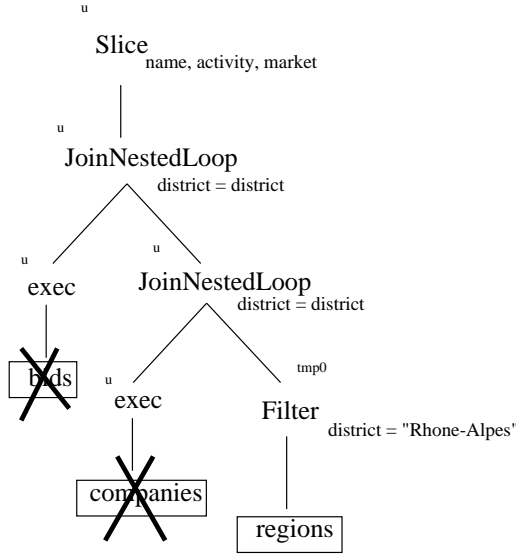 u
Slice
name, activity, market
u
JoinNestedLoop
district = district
u
u
exec
JoinNestedLoop
district = district
bids
u
tmp0
exec
Filter
district = "Rhone-Alpes"
companies
regions